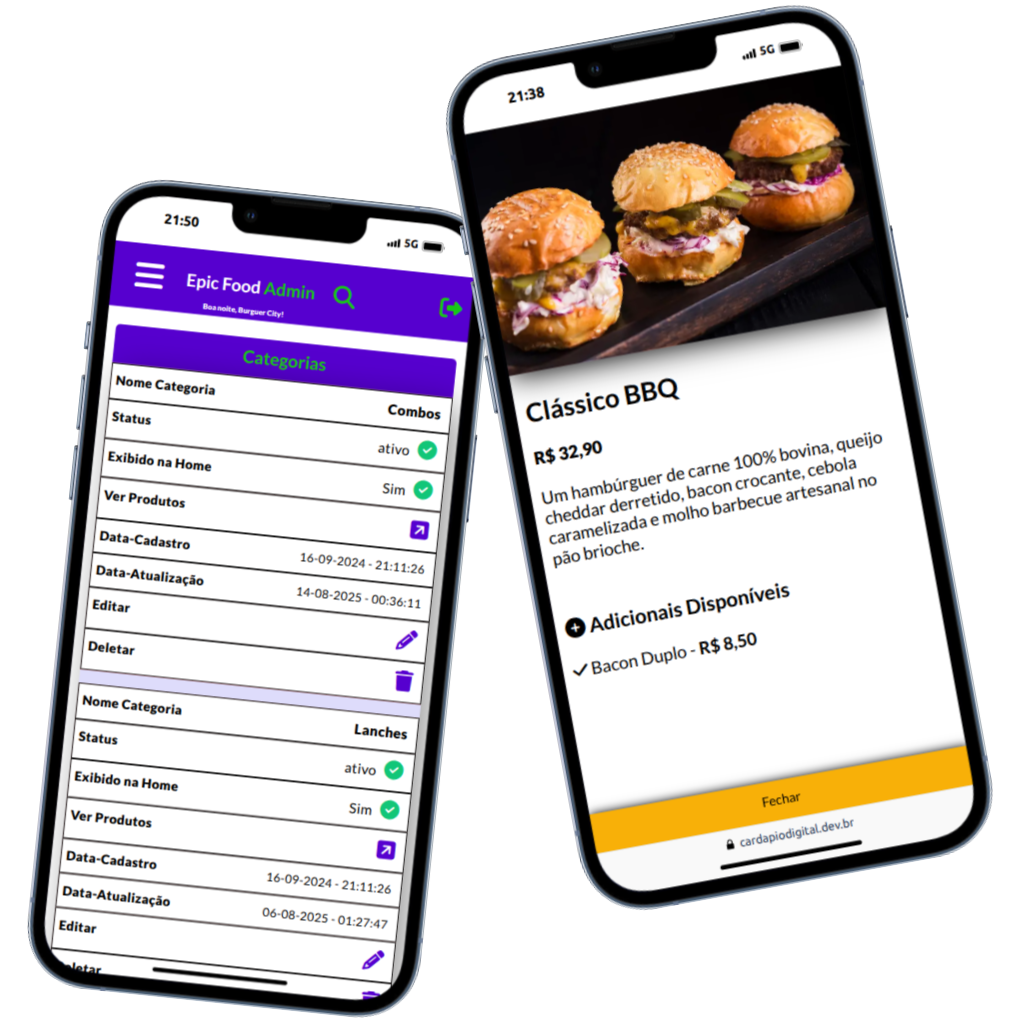 21:50
5G
Epic Food Admin
Boa noite, Burguer City!
Categorias
Nome Categoria Combos
Status ativo
Exibido na Home Sim
Ver Produtos
Data-Cadastro 16-09-2024 - 21:11:26
Data-Atualização 14-08-2025 - 00:36:11
Editar
Deletar
Nome Categoria Lanches
Status ativo
Exibido na Home Sim
Ver Produtos
Data-Cadastro 16-09-2024 - 21:11:26
Data-Atualização 06-08-2025 - 01:27:47
Editar
eletar
21:38
5G
Clássico BBQ
R$ 32,90
Um hambúrguer de carne 100% bovina, queijo
cheddar derretido, bacon crocante, cebola
caramelizada e molho barbecue artesanal no
pão brioche.
Adicionais Disponíveis
Bacon Duplo - R$ 8,50
Fechar
cardapiodigital.dev.br